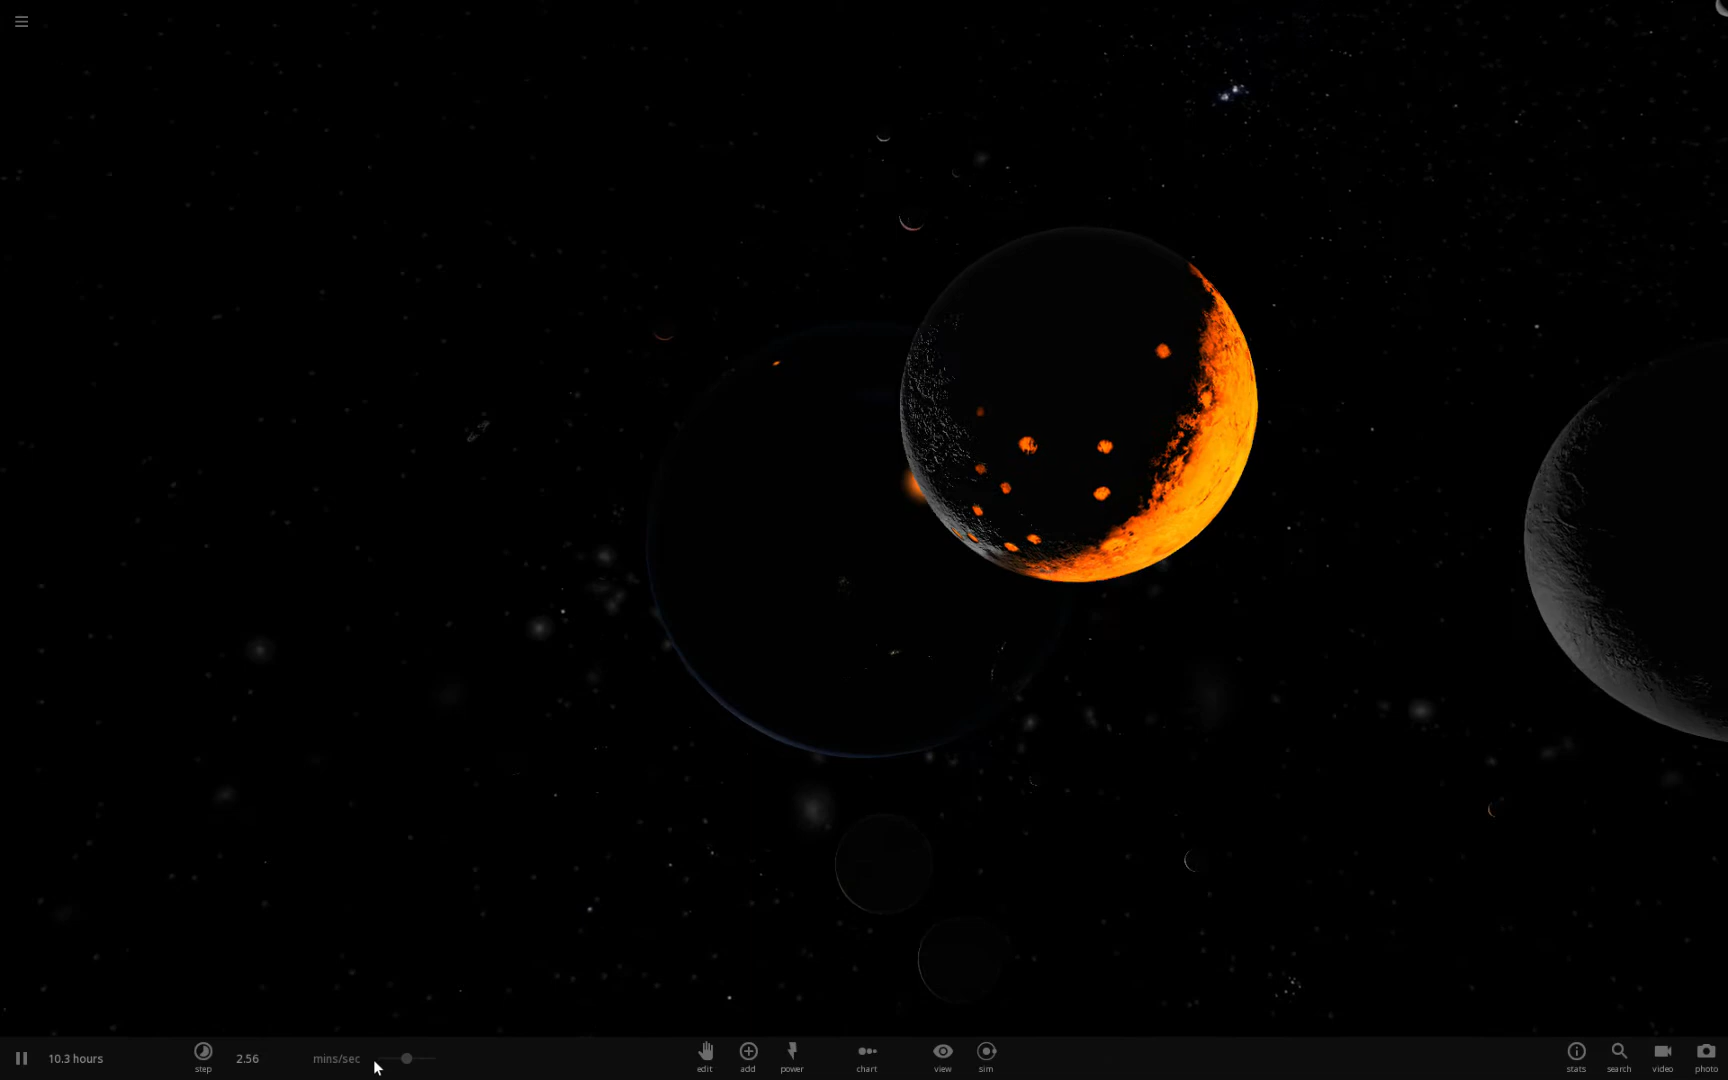 10.3 hours
step
2.56
mins/sec
edit
add
power
chart
view
sim
stats
search
video
photo